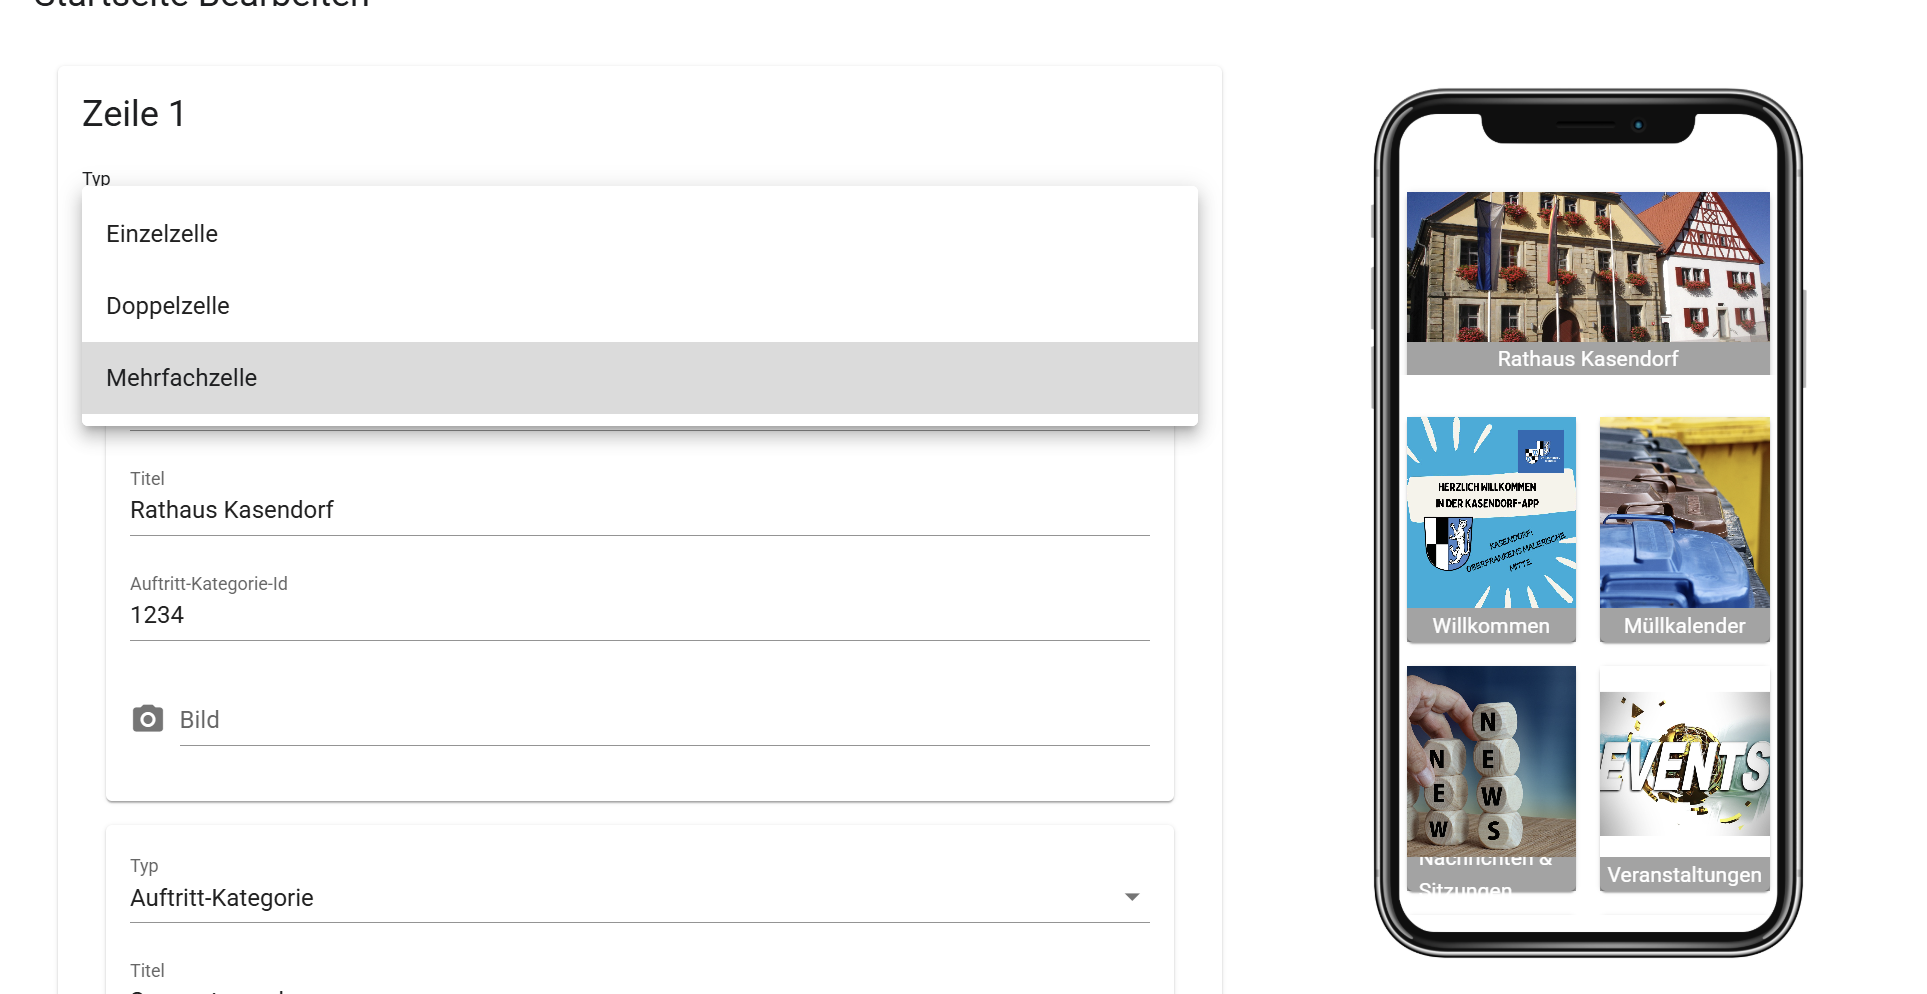 Startseite Bearbeiten
Zeile 1
Typ
Einzelzelle
Doppelzelle
Mehrfachzelle
Titel
Rathaus Kasendorf
Auftritt-Kategorie-Id
1234
Bild
Typ
Auftritt-Kategorie
Titel
Rathaus Kasendorf
HERZLICH WILLKOMMEN
IN DER KASENDORF-APP
KASENDORF:
OBERFRANKENS MALERISCHE
MITTE
Willkommen
Müllkalender
NEW
NEWS
Nachrichten &
Sitzungen
EVENTS
Veranstaltungen